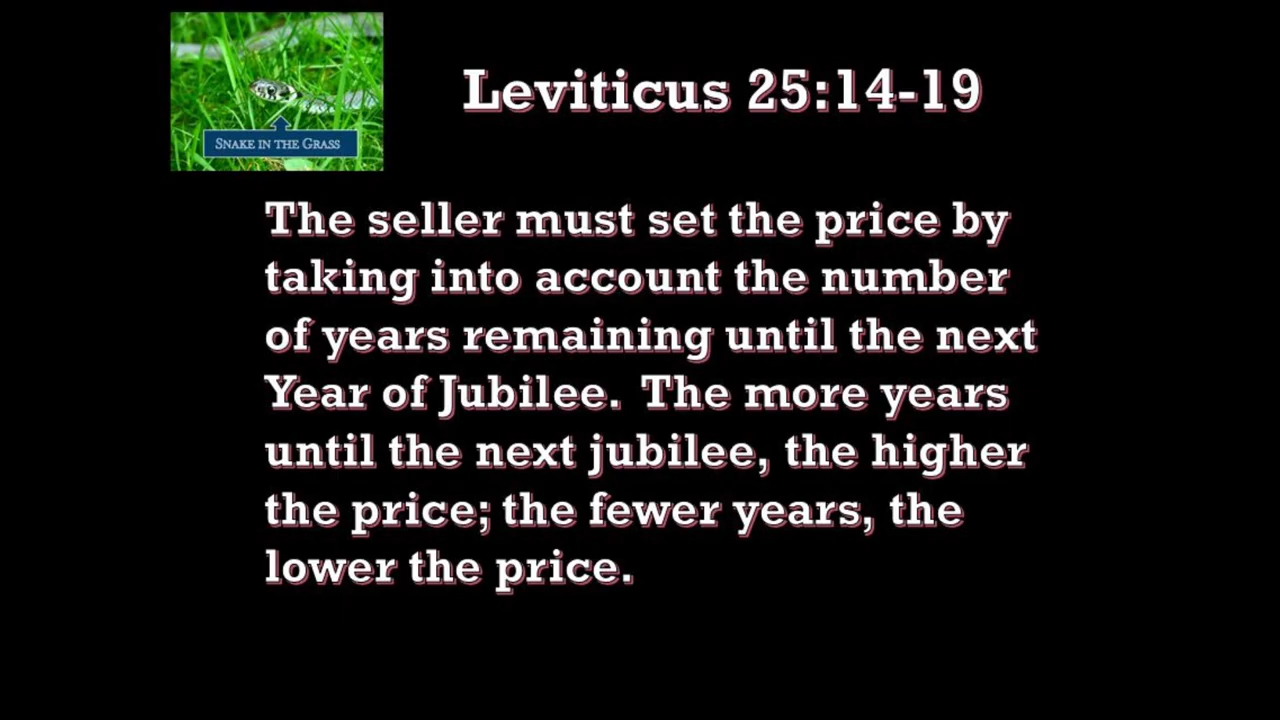 Leviticus 25:14-19
SNAKE IN THE GRASS
The seller must set the price by
taking into account the number
of years remaining until the next
Year of Jubilee. The more years
until the next jubilee, the higher
the price; the fewer years, the
lower the price.